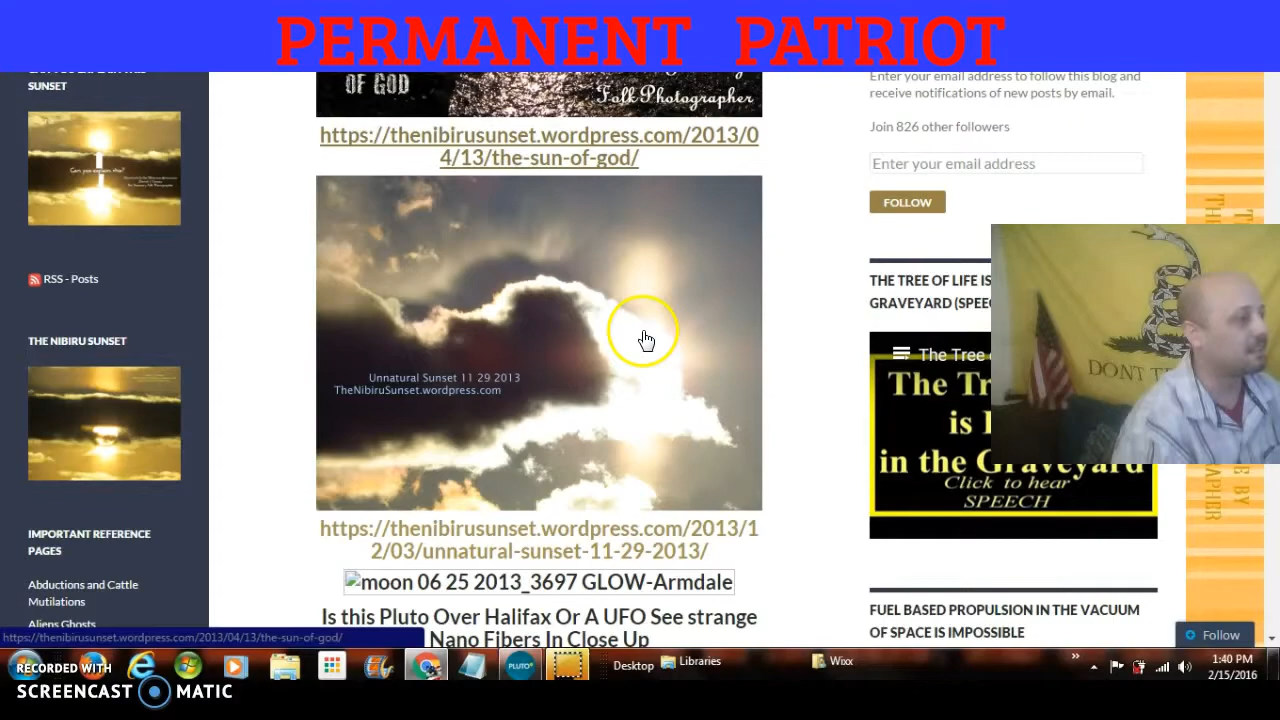 PERMANENT PATRIOT
SUNSET
OF GOD
Folk Photographer
Enter your email address to follow this blog and
receive notifications of new posts by email.
Join 826 other followers
Enter your email address
FOLLOW
https://thenibirusunset.wordpress.com/2013/0
4/13/the-sun-of-god/
Can you explain this?
RSS - Posts
THE NIBIRU SUNSET
Unnatural Sunset 11 29 2013
TheNibiruSunset.wordpress.com
https://thenibirusunset.wordpress.com/2013/1
2/03/unnatural-sunset-11-29-2013/
moon 06 25 2013_3697 GLOW-Armdale
Is this Pluto Over Halifax Or A UFO See strange
Nano Fibers In Close Up
IMPORTANT REFERENCE
PAGES
Abductions and Cattle
Mutilations
Aliens Ghosts
THE TREE OF LIFE IS
GRAVEYARD (SPEE
The Tree
The Tr
is I
in the Graveyard
Click to hear
SPEECH
DONT TR
FUEL BASED PROPULSION IN THE VACUUM
OF SPACE IS IMPOSSIBLE
Follow
https://thenibirusunset.wordpress.com/2013/04/13/the-sun-of-god/
PLUTO
Desktop
Libraries
Wixx
1:40 PM
2/15/2016
RECORDED WITH
SCREENCAST MATIC